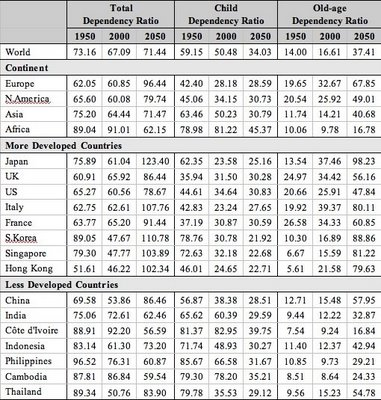 Total Child Old-age
Dependency Ratio Dependency Ratio Dependency Ratio
1950 2000 2050 1950 2000 2050 1950 2000 2050
World 73.16 67.09 71.44 59.15 50.48 34.03 14.00 16.61 37.41
Continent
Europe 62.05 60.85 96.44 42.40 28.18 28.59 19.65 32.67 67.85
N.America 65.60 60.08 79.74 45.06 34.15 30.73 20.54 25.92 49.01
Asia 75.20 64.44 71.47 63.46 50.23 30.79 11.74 14.21 40.68
Africa 89.04 91.01 62.15 78.98 81.22 45.37 10.06 9.78 16.78
More Developed Countries
Japan 75.89 61.04 123.40 62.35 23.58 25.16 13.54 37.46 98.23
UK 60.91 65.92 86.44 35.94 31.50 30.28 24.97 34.42 56.16
US 65.27 60.56 78.67 44.61 34.64 30.83 20.66 25.91 47.84
Italy 62.75 62.61 107.76 42.83 23.24 27.65 19.92 39.37 80.11
France 63.77 65.20 91.44 37.19 30.87 30.59 26.58 34.33 60.85
S.Korea 89.05 47.67 110.78 78.76 30.78 21.92 10.30 16.89 88.86
Singapore 79.30 47.77 103.89 72.63 32.18 22.68 6.67 15.59 81.22
Hong Kong 51.61 46.22 102.34 46.01 24.65 22.71 5.61 21.58 79.63
Less Developed Countries
China 69.58 53.86 86.46 56.87 38.38 28.51 12.71 15.48 57.95
India 75.06 72.61 62.46 65.62 60.39 29.59 9.44 12.22 32.87
Côte d'Ivoire 88.91 92.20 56.59 81.37 82.95 39.75 7.54 9.24 16.84
Indonesia 83.14 61.30 73.20 71.74 48.93 30.27 11.40 12.37 42.94
Philippines 96.52 76.31 60.87 85.67 66.58 31.67 10.85 9.73 29.21
Cambodia 87.81 86.84 59.54 79.30 78.20 35.21 8.51 8.64 24.33
Thailand 89.34 50.76 83.90 79.78 35.53 29.12 9.56 15.23 54.78